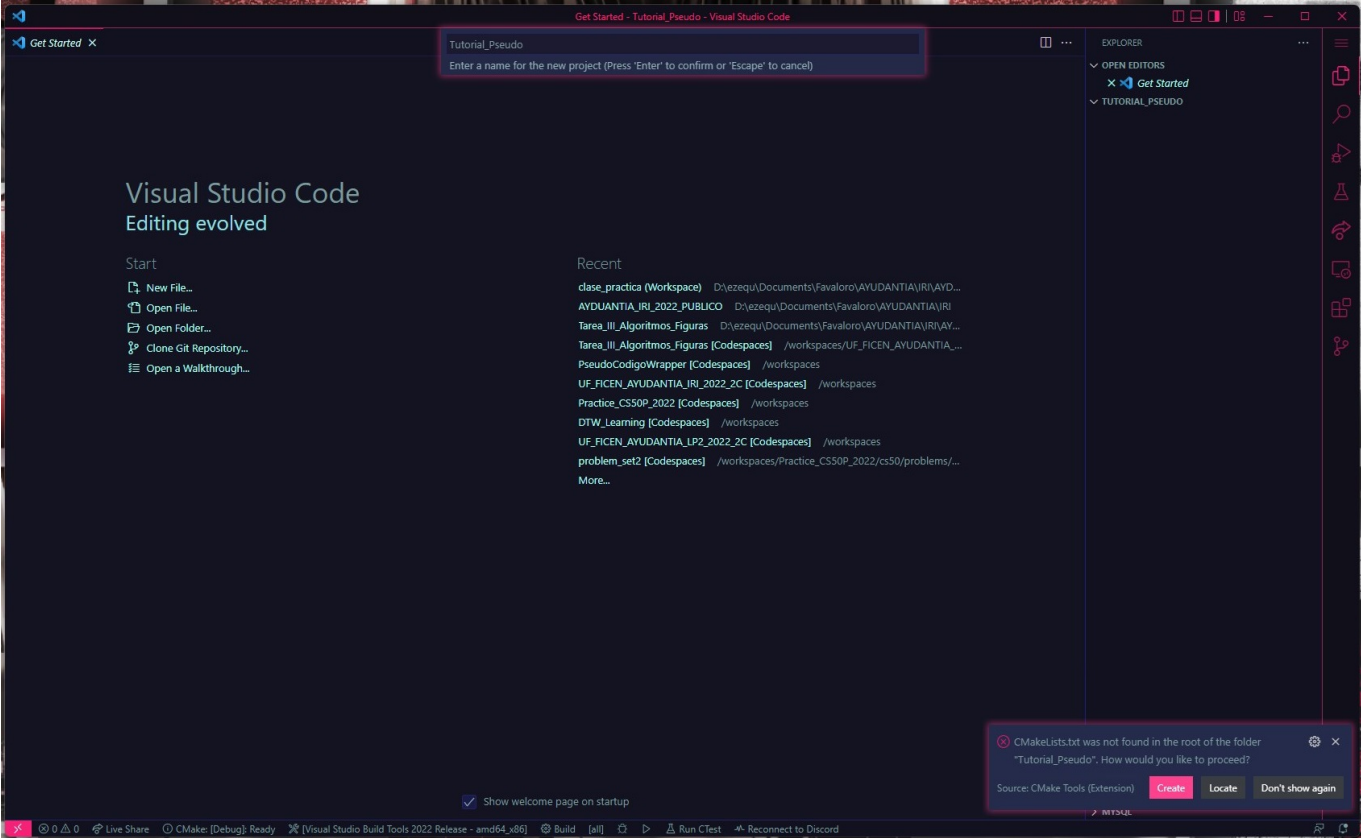 Get Started - Tutorial_Pseudo - Visual Studio Code
Get Started
Tutorial_Pseudo
Enter a name for the new project (Press 'Enter' to confirm or 'Escape' to cancel)
EXPLORER
OPEN EDITORS
Get Started
TUTORIAL_PSEUDO
Visual Studio Code
Editing evolved
Start
New File...
Open File...
Open Folder...
Clone Git Repository...
Open a Walkthrough...
Recent
clase_practica (Workspace) D:\ezequ\Documents\Favaloro\AYUDANTIA\IRI\AYD...
AYDUANTIA_IRI_2022_PUBLICO D:\ezequ\Documents\Favaloro\AYUDANTIA\IRI
Tarea_III_Algoritmos_Figuras D:\ezequ\Documents\Favaloro\AYUDANTIA\IRI\AY...
Tarea_III_Algoritmos_Figuras [Codespaces] /workspaces/UF_FICEN_AYUDANTIA_...
PseudoCodigoWrapper [Codespaces] /workspaces
UF_FICEN_AYUDANTIA_IRI_2022_2C [Codespaces] /workspaces
Practice_CS50P_2022 [Codespaces] /workspaces
DTW_Learning [Codespaces] /workspaces
UF_FICEN_AYUDANTIA_LP2_2022_2C [Codespaces] /workspaces
problem_set2 [Codespaces] /workspaces/Practice_CS50P_2022/cs50/problems/...
More...
CMakeLists.txt was not found in the root of the folder
"Tutorial_Pseudo". How would you like to proceed?
Source: CMake Tools (Extension) Create Locate Don't show again
MYSQL
Show welcome page on startup
0 0 Live Share CMake: [Debug]: Ready [Visual Studio Build Tools 2022 Release - amd64_x86] Build [all] Run CTest Reconnect to Discord